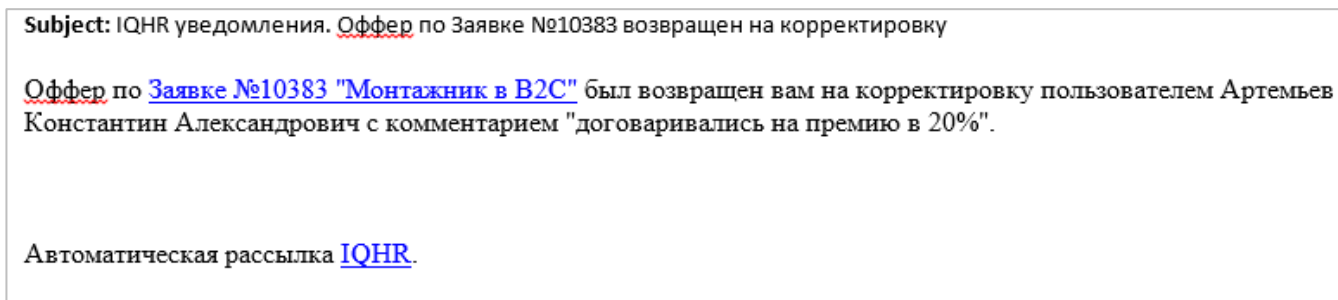 Subject: IQHR уведомления. Оффер по Заявке №10383 возвращен на корректировку
Оффер по Заявке №10383 "Монтажник в B2C" был возвращен вам на корректировку пользователем Артемьев
Константин Александрович с комментарием "договаривались на премию в 20%".
Автоматическая рассылка IQHR.